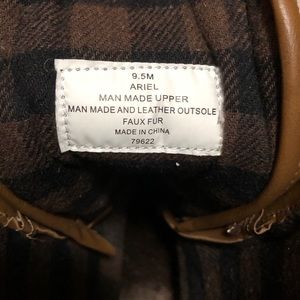 9.5M
ARIEL
MAN MADE UPPER
MAN MADE AND LEATHER OUTSOLE
FAUX FUR
MADE IN CHINA
79622